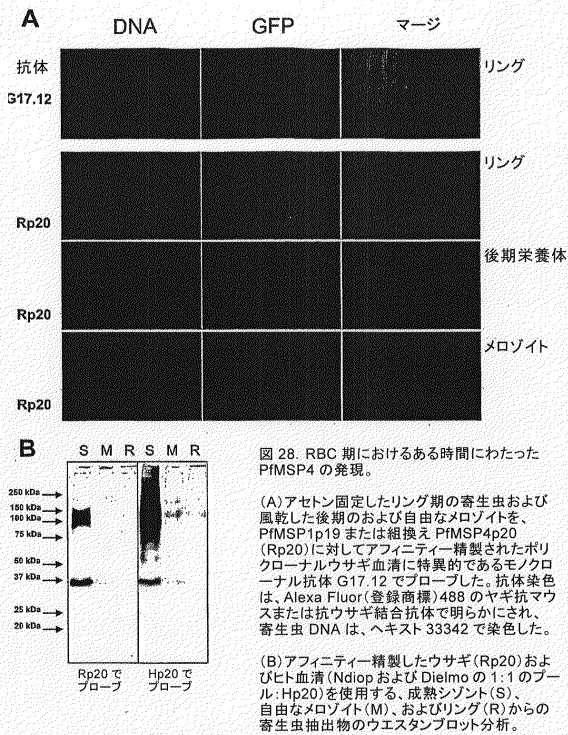 A
DNA
GFP
マージ
抗体
G17.12
リング
Rp20
リング
Rp20
後期栄養体
Rp20
メロゾイト
B
S M R S M R
250 kDa
150 kDa
100 kDa
75 kDa
50 kDa
37 kDa
25 kDa
20 kDa
Rp20 で
プローブ
Hp20 で
プローブ
図 28. RBC 期におけるある時間にわたった
PfMSP4 の発現。
(A)アセトン固定したリング期の寄生虫および
風乾した後期のおよび自由なメロゾイトを、
PfMSP1p19 または組換え PfMSP4p20
(Rp20)に対してアフィニティー精製されたポリ
クローナルウサギ血清に特異的であるモノクロ
ーナル抗体 G17.12 でプローブした。抗体染色
は、Alexa Fluor(登録商標)488 のヤギ抗マウ
スまたは抗ウサギ結合抗体で明らかにされ、
寄生虫 DNA は、ヘキスト 33342 で染色した。
(B)アフィニティー精製したウサギ(Rp20)およ
びヒト血清(Ndiop および Dielmo の 1:1 のプー
ル:Hp20)を使用する、成熟シゾント(S)、
自由なメロゾイト(M)、およびリング(R)からの
寄生虫抽出物のウエスタンブロット分析。